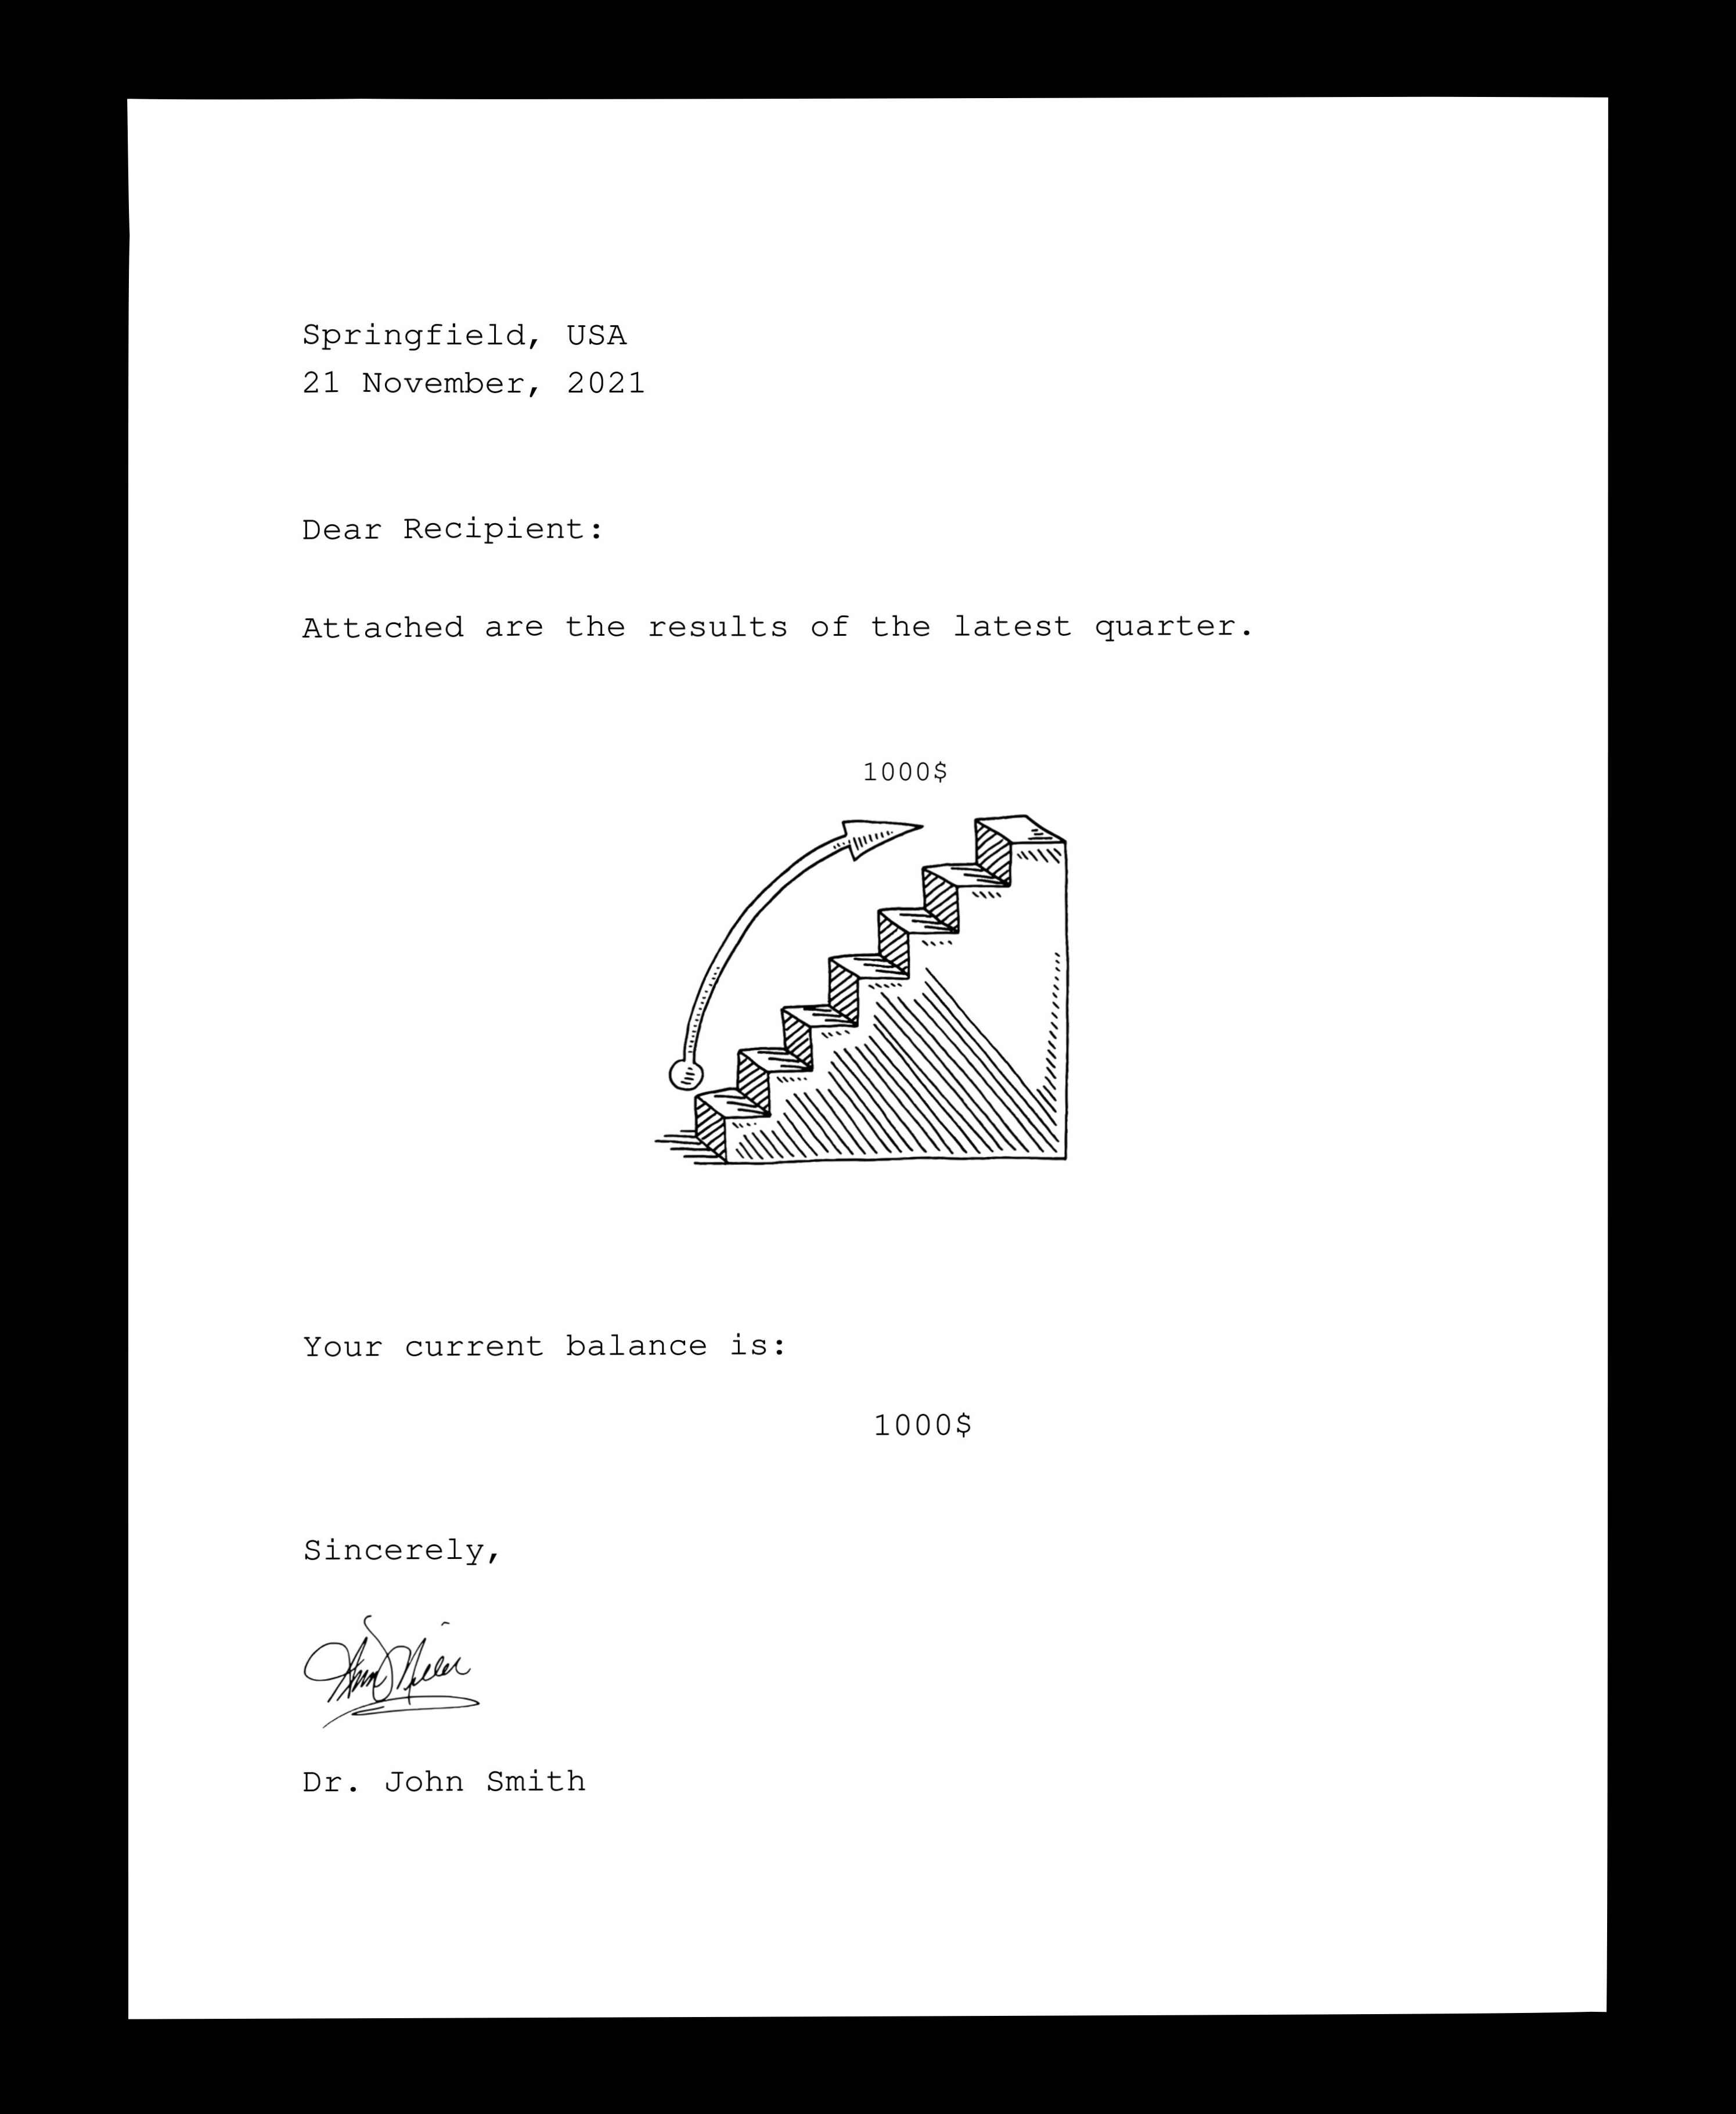 Springfield, USA
21 November, 2021
Dear Recipient:
Attached are the results of the latest quarter.
1000$
Your current balance is:
1000$
Sincerely,
Dr. John Smith